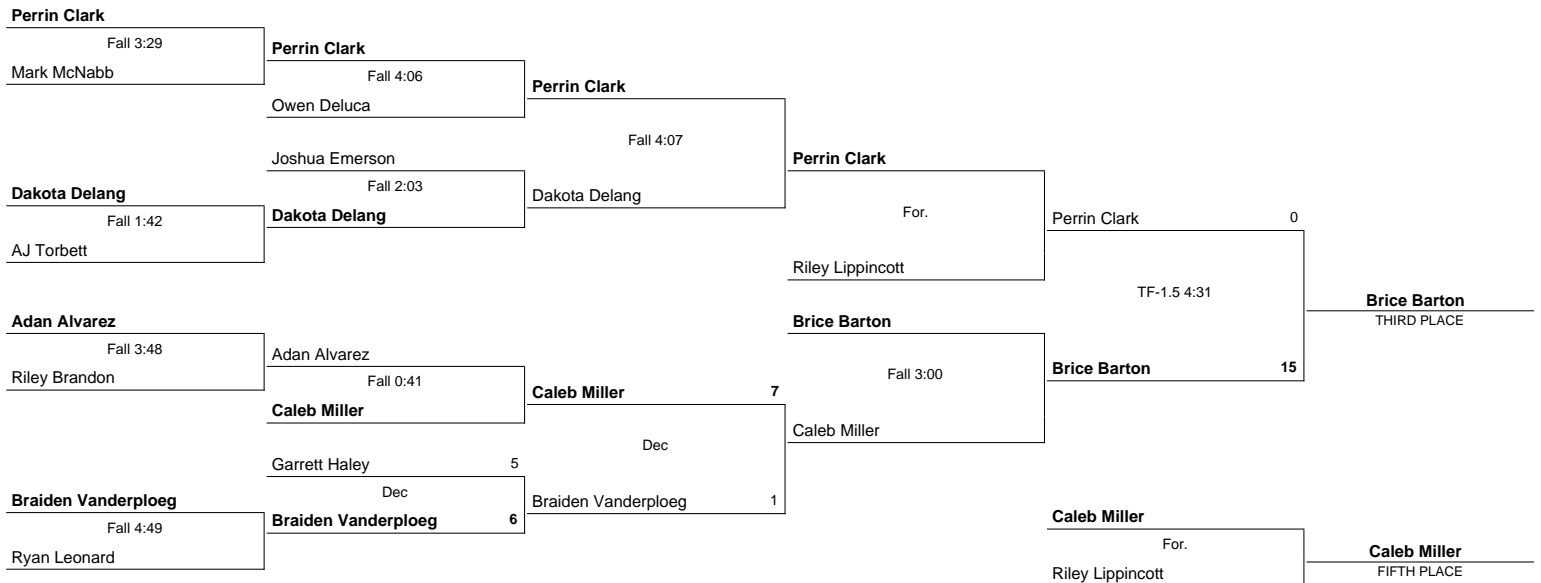 Perrin Clark
Fall 3:29
Mark McNabb
Dakota Delang
Fall 1:42
AJ Torbett
Adan Alvarez
Fall 3:48
Riley Brandon
Braiden Vanderploeg
Fall 4:49
Ryan Leonard
Perrin Clark
Fall 4:06
Owen Deluca
Joshua Emerson
Fall 2:03
Dakota Delang
Adan Alvarez
Fall 0:41
Caleb Miller
Garrett Haley 5
Dec
Braiden Vanderploeg 6
Perrin Clark
Fall 4:07
Dakota Delang
Caleb Miller 7
Dec
Braiden Vanderploeg 1
Perrin Clark
For.
Riley Lippincott
Brice Barton
Fall 3:00
Caleb Miller
Perrin Clark 0
TF-1.5 4:31
Brice Barton 15
Brice Barton
THIRD PLACE
Caleb Miller
For.
Riley Lippincott
Caleb Miller
FIFTH PLACE